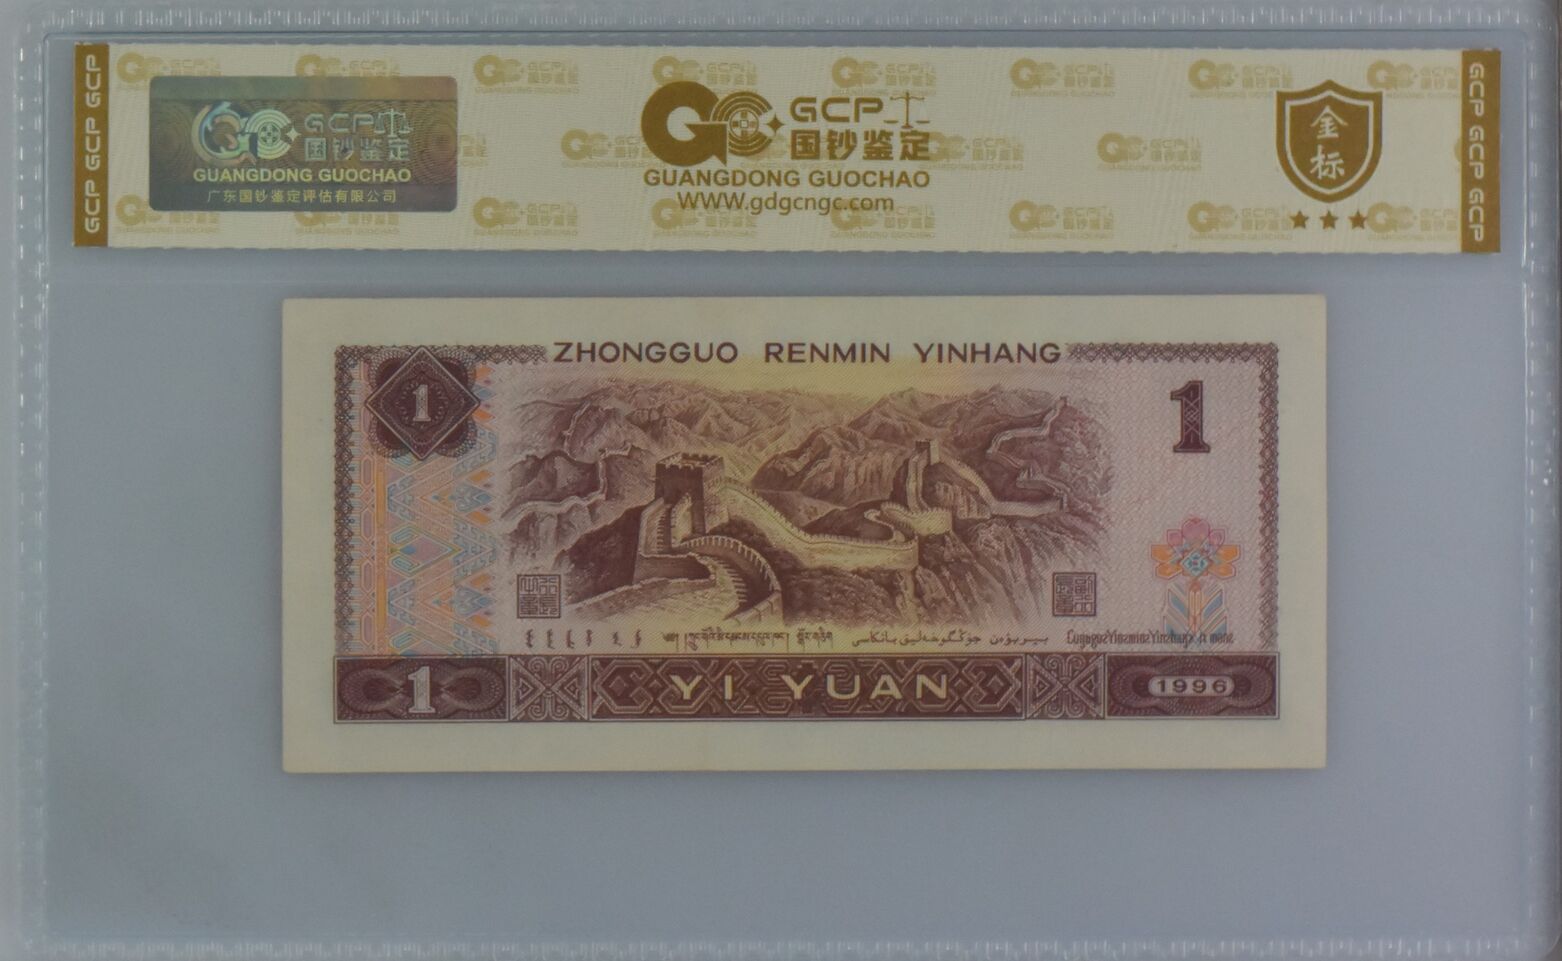 GCP GCP GCP
GCP
国钞鉴定
GUANGDONG GUOCHAO
广东国钞鉴定评估有限公司
GCP
国钞鉴定
GUANGDONG GUOCHAO
WWW.gdgcngc.com
金
标
GCP GCP GCP
ZHONGGUO RENMIN YINHANG
1
1
1
YI YUAN
1996